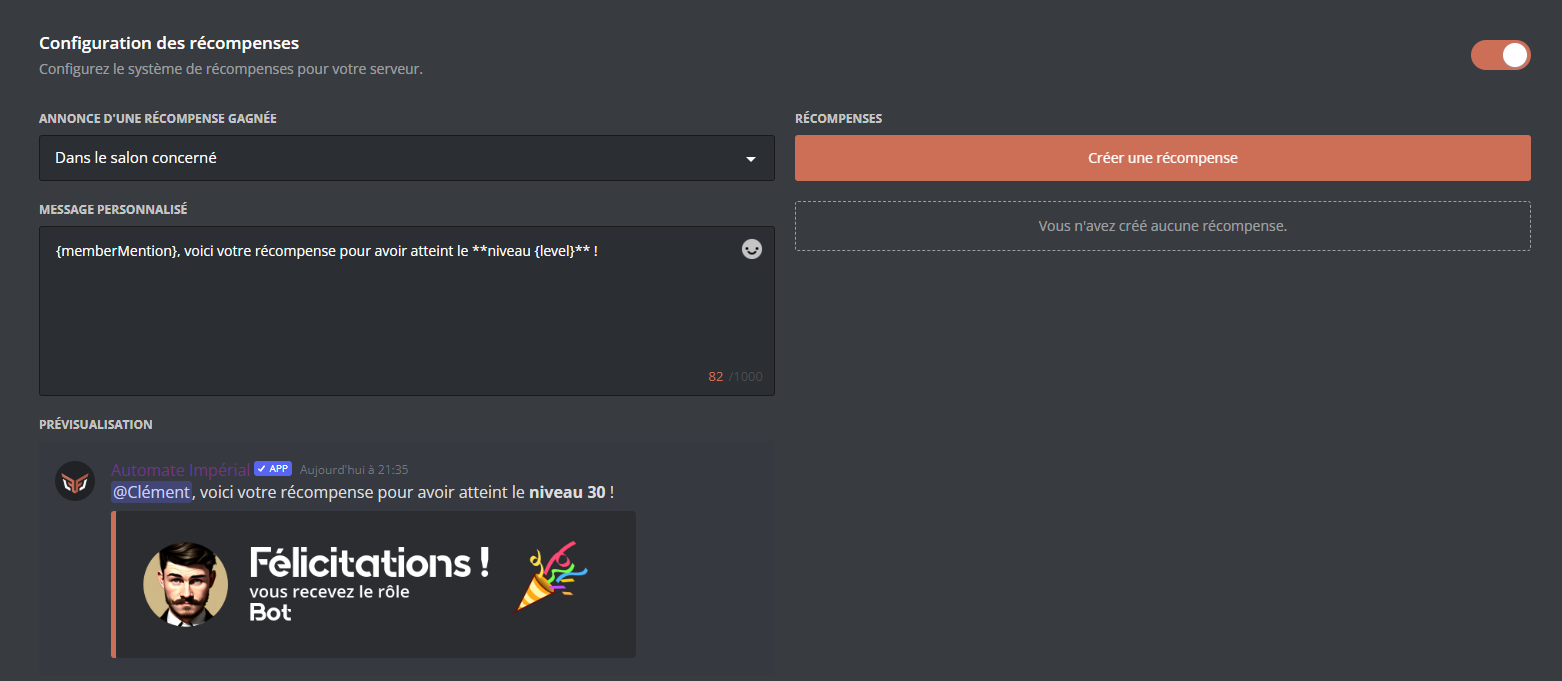 Configuration des récompenses
Configurez le système de récompenses pour votre serveur.
ANNONCE D'UNE RÉCOMPENSE GAGNÉE
Dans le salon concerné
MESSAGE PERSONNALISÉ
{memberMention}, voici votre récompense pour avoir atteint le **niveau {level}** !
82 /1000
PRÉVISUALISATION
Automate Impérial APP Aujourd'hui à 21:35
@Clément, voici votre récompense pour avoir atteint le niveau 30 !
Félicitations !
vous recevez le rôle
Bot
RÉCOMPENSES
Créer une récompense
Vous n'avez créé aucune récompense.